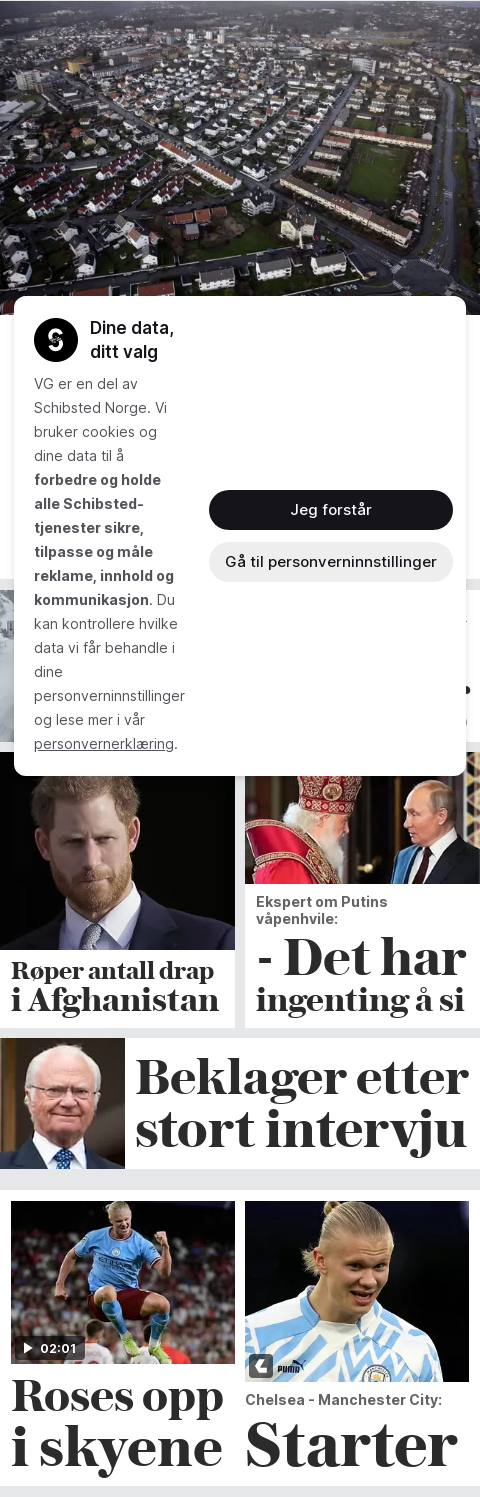 Dine data,
ditt valg
VG er en del av
Schibsted Norge. Vi
bruker cookies og
dine data til å
forbedre og holde
alle Schibsted-
tjenester sikre,
tilpasse og måle
reklame, innhold og
kommunikasjon. Du
kan kontrollere hvilke
data vi får behandle i
dine
personverninnstillinger
og lese mer i vår
personvernerklæring.
Jeg forstår
Gå til personverninnstillinger
Røper antall drap
i Afghanistan
Ekspert om Putins
våpenhvile:
- Det har
ingenting å si
Beklager etter
stort intervju
02:01
Roses opp
i skyene
PUMA
Chelsea - Manchester City:
Starter